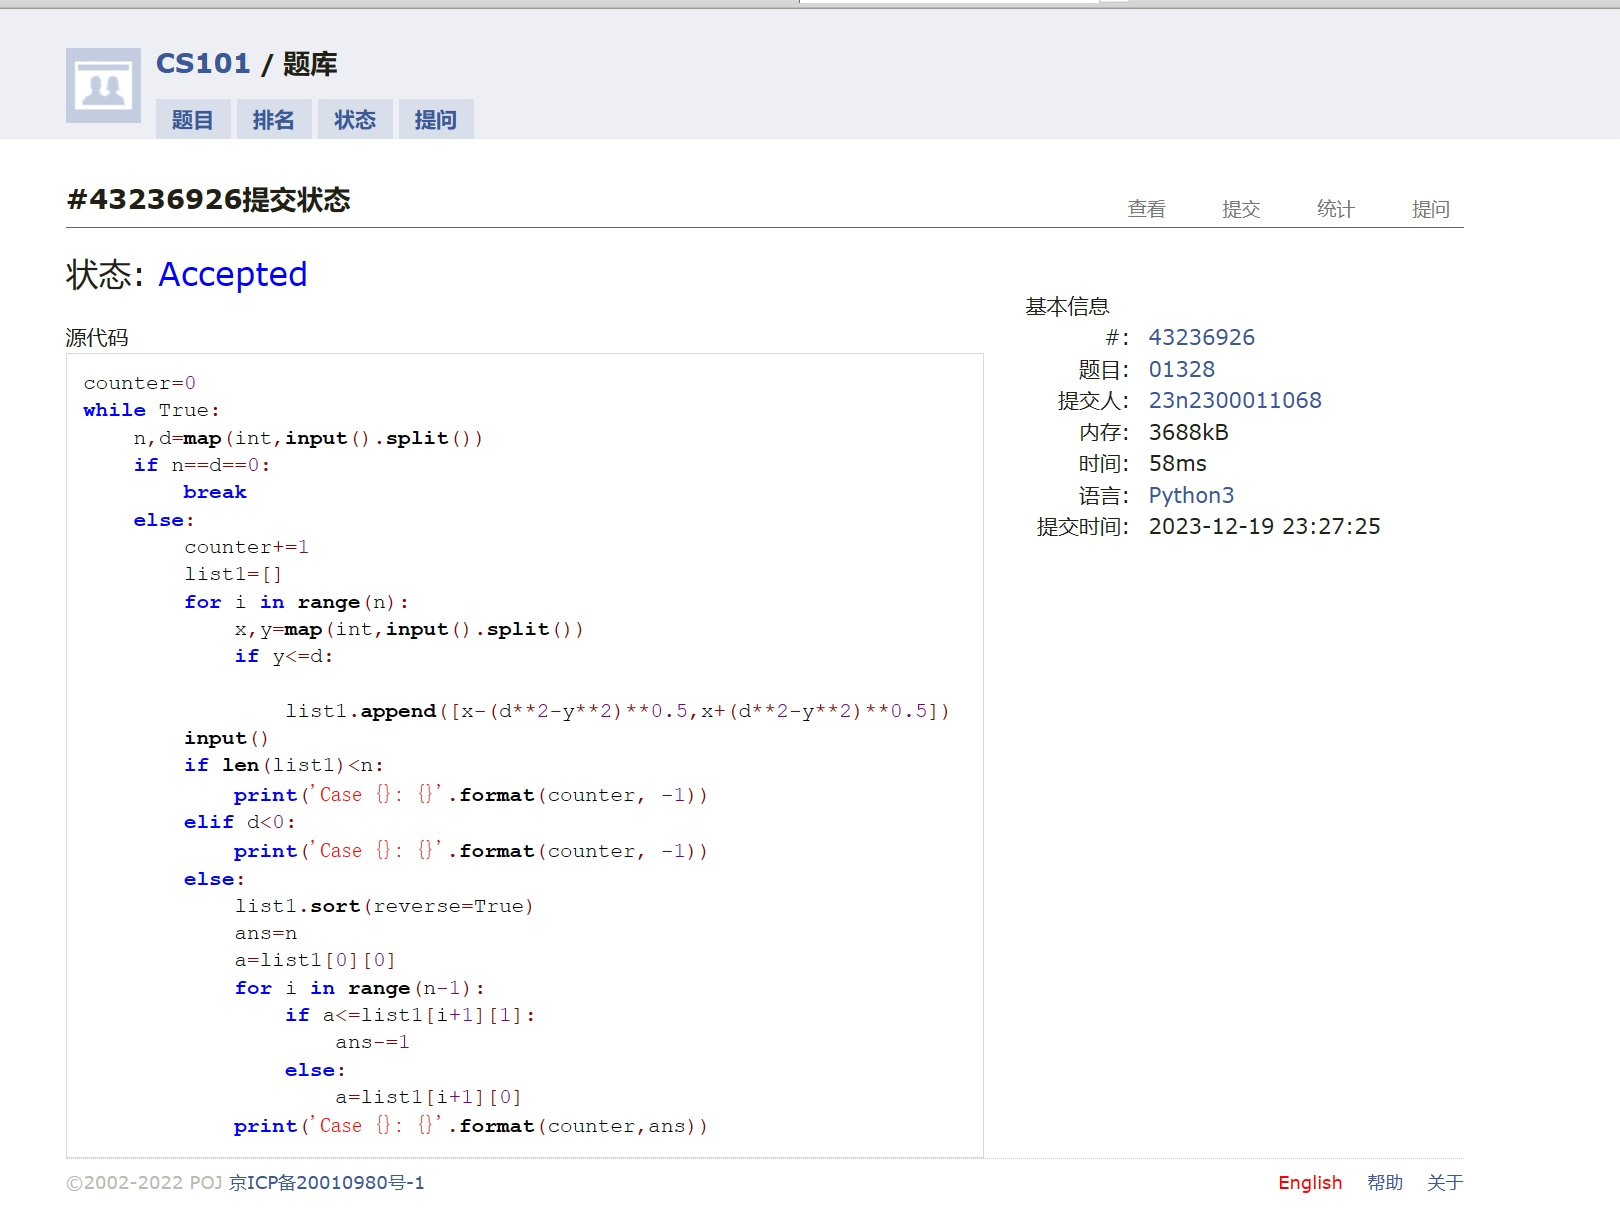 CS101 / 题库
题目 排名 状态 提问
#43236926提交状态
查看 提交 统计 提问
状态: Accepted
源代码
counter=0
while True:
    n,d=map(int,input().split())
    if n==d==0:
        break
    else:
        counter+=1
        list1=[]
        for i in range(n):
            x,y=map(int,input().split())
            if y<=d:
                list1.append([x-(d**2-y**2)**0.5,x+(d**2-y**2)**0.5])
        input()
        if len(list1)<n:
            print('Case {}: {}'.format(counter, -1))
        elif d<0:
            print('Case {}: {}'.format(counter, -1))
        else:
            list1.sort(reverse=True)
            ans=n
            a=list1[0][0]
            for i in range(n-1):
                if a<=list1[i+1][1]:
                    ans-=1
                else:
                    a=list1[i+1][0]
            print('Case {}: {}'.format(counter,ans))
基本信息
#: 43236926
题目: 01328
提交人: 23n2300011068
内存: 3688kB
时间: 58ms
语言: Python3
提交时间: 2023-12-19 23:27:25
©2002-2022 POJ 京ICP备20010980号-1
English 帮助 关于